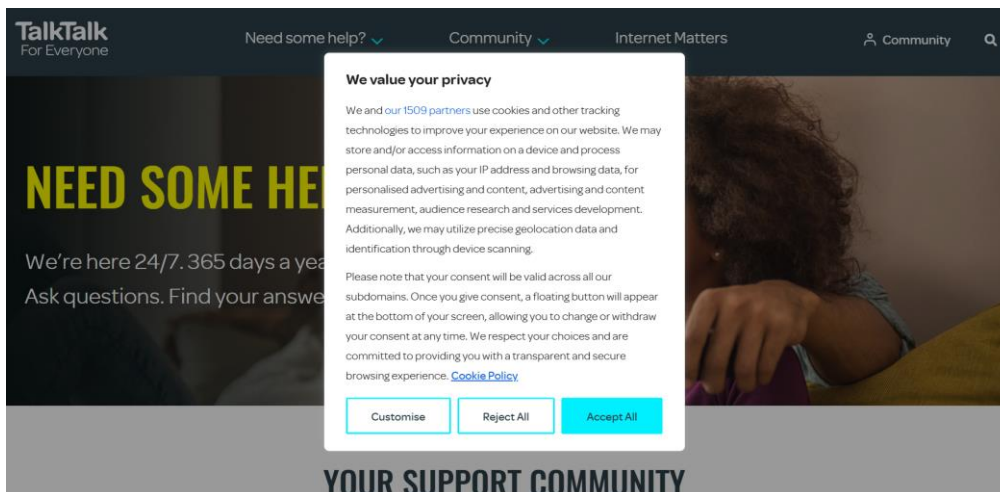 TalkTalk
For Everyone
Need some help?
Community
Internet Matters
Community
We value your privacy
We and our 1509 partners use cookies and other tracking
technologies to improve your experience on our website. We may
store and/or access information on a device and process
personal data, such as your IP address and browsing data, for
personalised advertising and content, advertising and content
measurement, audience research and services development.
Additionally, we may utilize precise geolocation data and
identification through device scanning.
Please note that your consent will be valid across all our
subdomains. Once you give consent, a floating button will appear
at the bottom of your screen, allowing you to change or withdraw
your consent at any time. We respect your choices and are
committed to providing you with a transparent and secure
browsing experience. Cookie Policy
Customise
Reject All
Accept All
NEED SOME HE
We're here 24/7. 365 days a yea
Ask questions. Find your answe
YOUR SUPPORT COMMUNITY